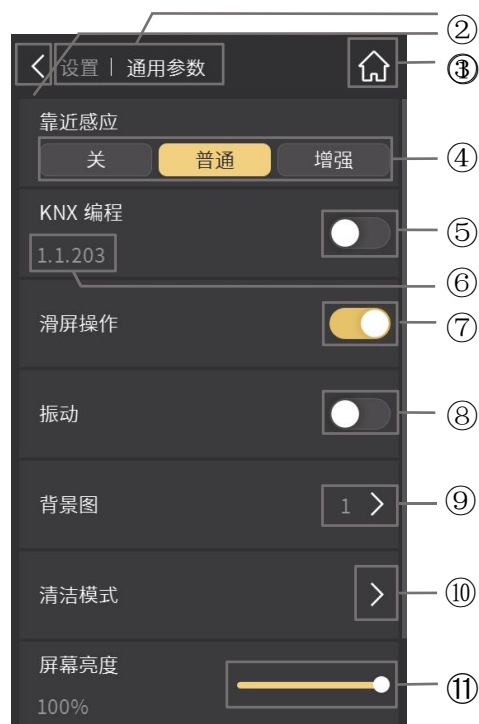 ②
设置 | 通用参数
③
靠近感应
关 普通 增强 ④
KNX 编程
⑤
1.1.203
⑥
滑屏操作 ⑦
振动 ⑧
背景图 1 ⑨
清洁模式 ⑩
屏幕亮度
⑪
100%